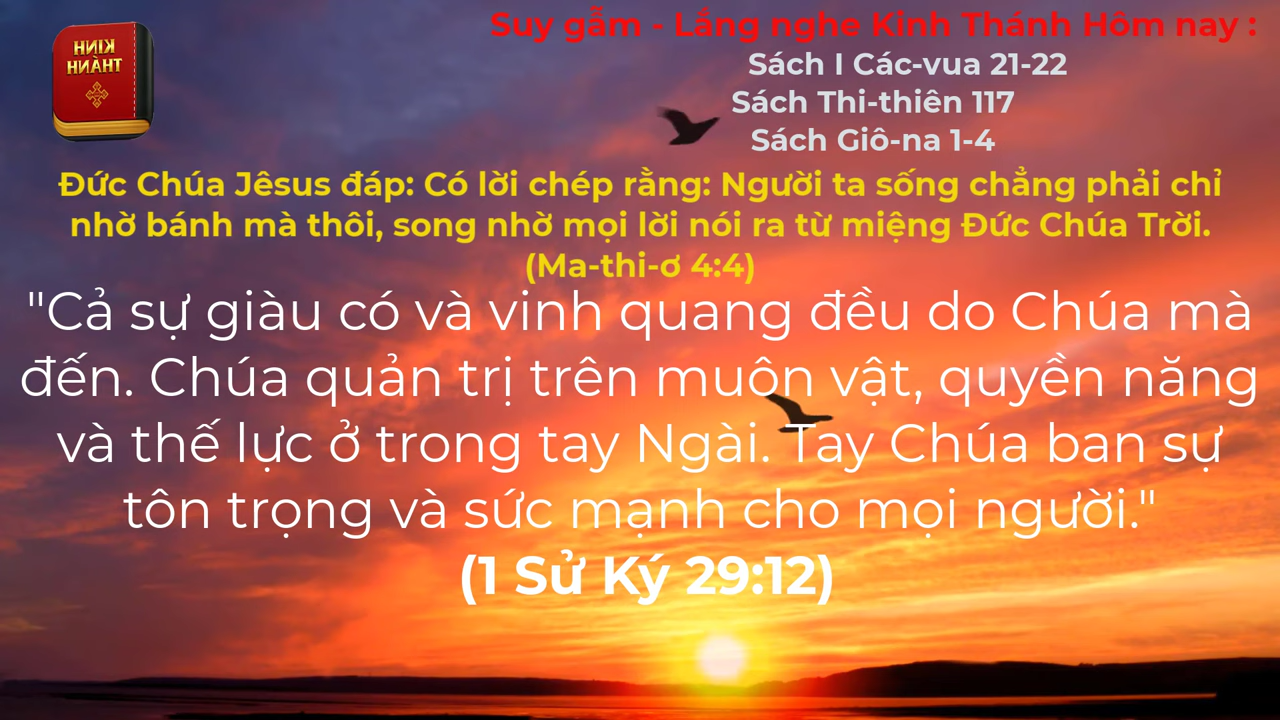 KINH
THÁNH
Suy gẫm - Lắng nghe Kinh Thánh Hôm nay :
Sách I Các-vua 21-22
Sách Thi-thiên 117
Sách Giô-na 1-4
Đức Chúa Jêsus đáp: Có lời chép rằng: Người ta sống chẳng phải chỉ
nhờ bánh mà thôi, song nhờ mọi lời nói ra từ miệng Đức Chúa Trời.
(Ma-thi-ơ 4:4)
"Cả sự giàu có và vinh quang đều do Chúa mà
đến. Chúa quản trị trên muôn vật, quyền năng
và thế lực ở trong tay Ngài. Tay Chúa ban sự
tôn trọng và sức mạnh cho mọi người."
(1 Sử Ký 29:12)